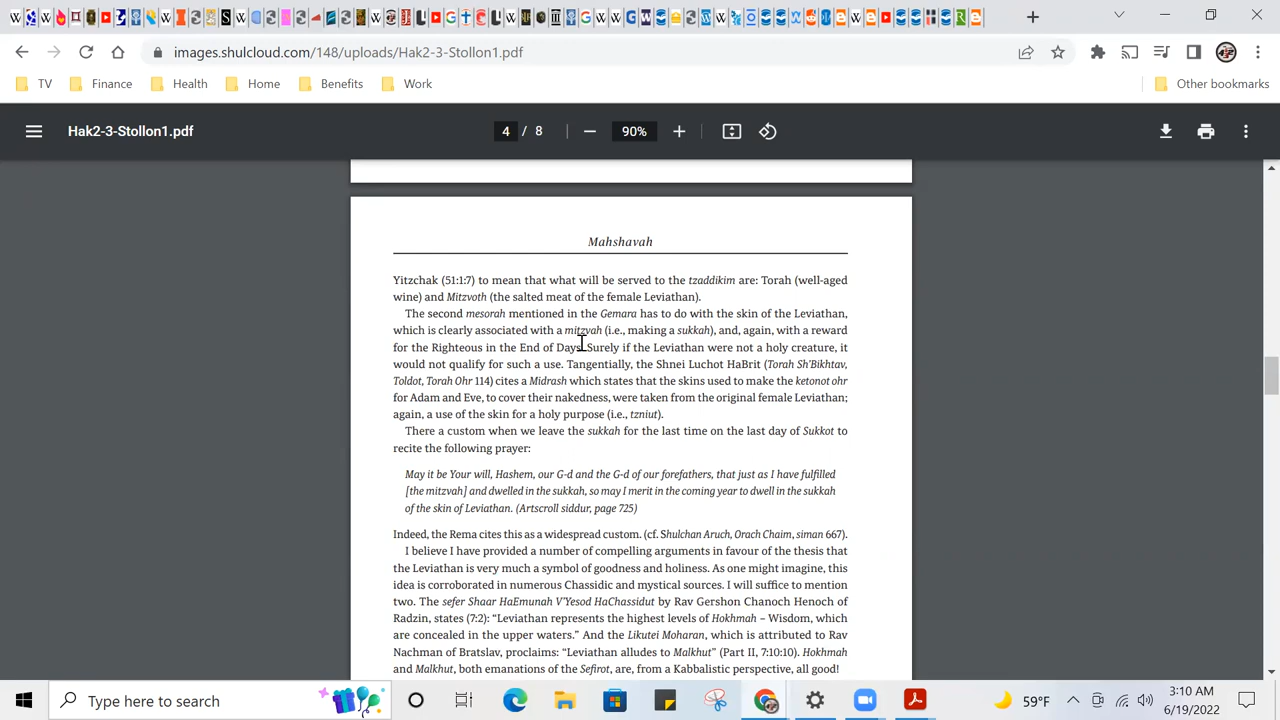 images.shulcloud.com/148/uploads/Hak2-3-Stollon1.pdf
TV Finance Health Home Benefits Work Other bookmarks
Hak2-3-Stollon1.pdf 4 / 8 90%
Mahshavah
Yitzchak (51:1:7) to mean that what will be served to the tzaddikim are: Torah (well-aged
wine) and Mitzvoth (the salted meat of the female Leviathan).
The second mesorah mentioned in the Gemara has to do with the skin of the Leviathan,
which is clearly associated with a mitzvah (i.e., making a sukkah), and, again, with a reward
for the Righteous in the End of Days. Surely if the Leviathan were not a holy creature, it
would not qualify for such a use. Tangentially, the Shnei Luchot HaBrit (Torah Sh'Bikhtav,
Toldot, Torah Ohr 114) cites a Midrash which states that the skins used to make the ketonot ohr
for Adam and Eve, to cover their nakedness, were taken from the original female Leviathan;
again, a use of the skin for a holy purpose (i.e., tzniut).
There a custom when we leave the sukkah for the last time on the last day of Sukkot to
recite the following prayer:
May it be Your will, Hashem, our G-d and the G-d of our forefathers, that just as I have fulfilled
[the mitzvah] and dwelled in the sukkah, so may I merit in the coming year to dwell in the sukkah
of the skin of Leviathan. (Artscroll siddur, page 725)
Indeed, the Rema cites this as a widespread custom. (cf. Shulchan Aruch, Orach Chaim, siman 667).
I believe I have provided a number of compelling arguments in favour of the thesis that
the Leviathan is very much a symbol of goodness and holiness. As one might imagine, this
idea is corroborated in numerous Chassidic and mystical sources. I will suffice to mention
two. The sefer Shaar HaEmunah V'Yesod HaChassidut by Rav Gershon Chanoch Henoch of
Radzin, states (7:2): "Leviathan represents the highest levels of Hokhmah – Wisdom, which
are concealed in the upper waters." And the Likutei Moharan, which is attributed to Rav
Nachman of Bratslav, proclaims: "Leviathan alludes to Malkhut" (Part II, 7:10:10). Hokhmah
and Malkhut, both emanations of the Sefirot, are, from a Kabbalistic perspective, all good!
Type here to search
59°F
3:10 AM
6/19/2022